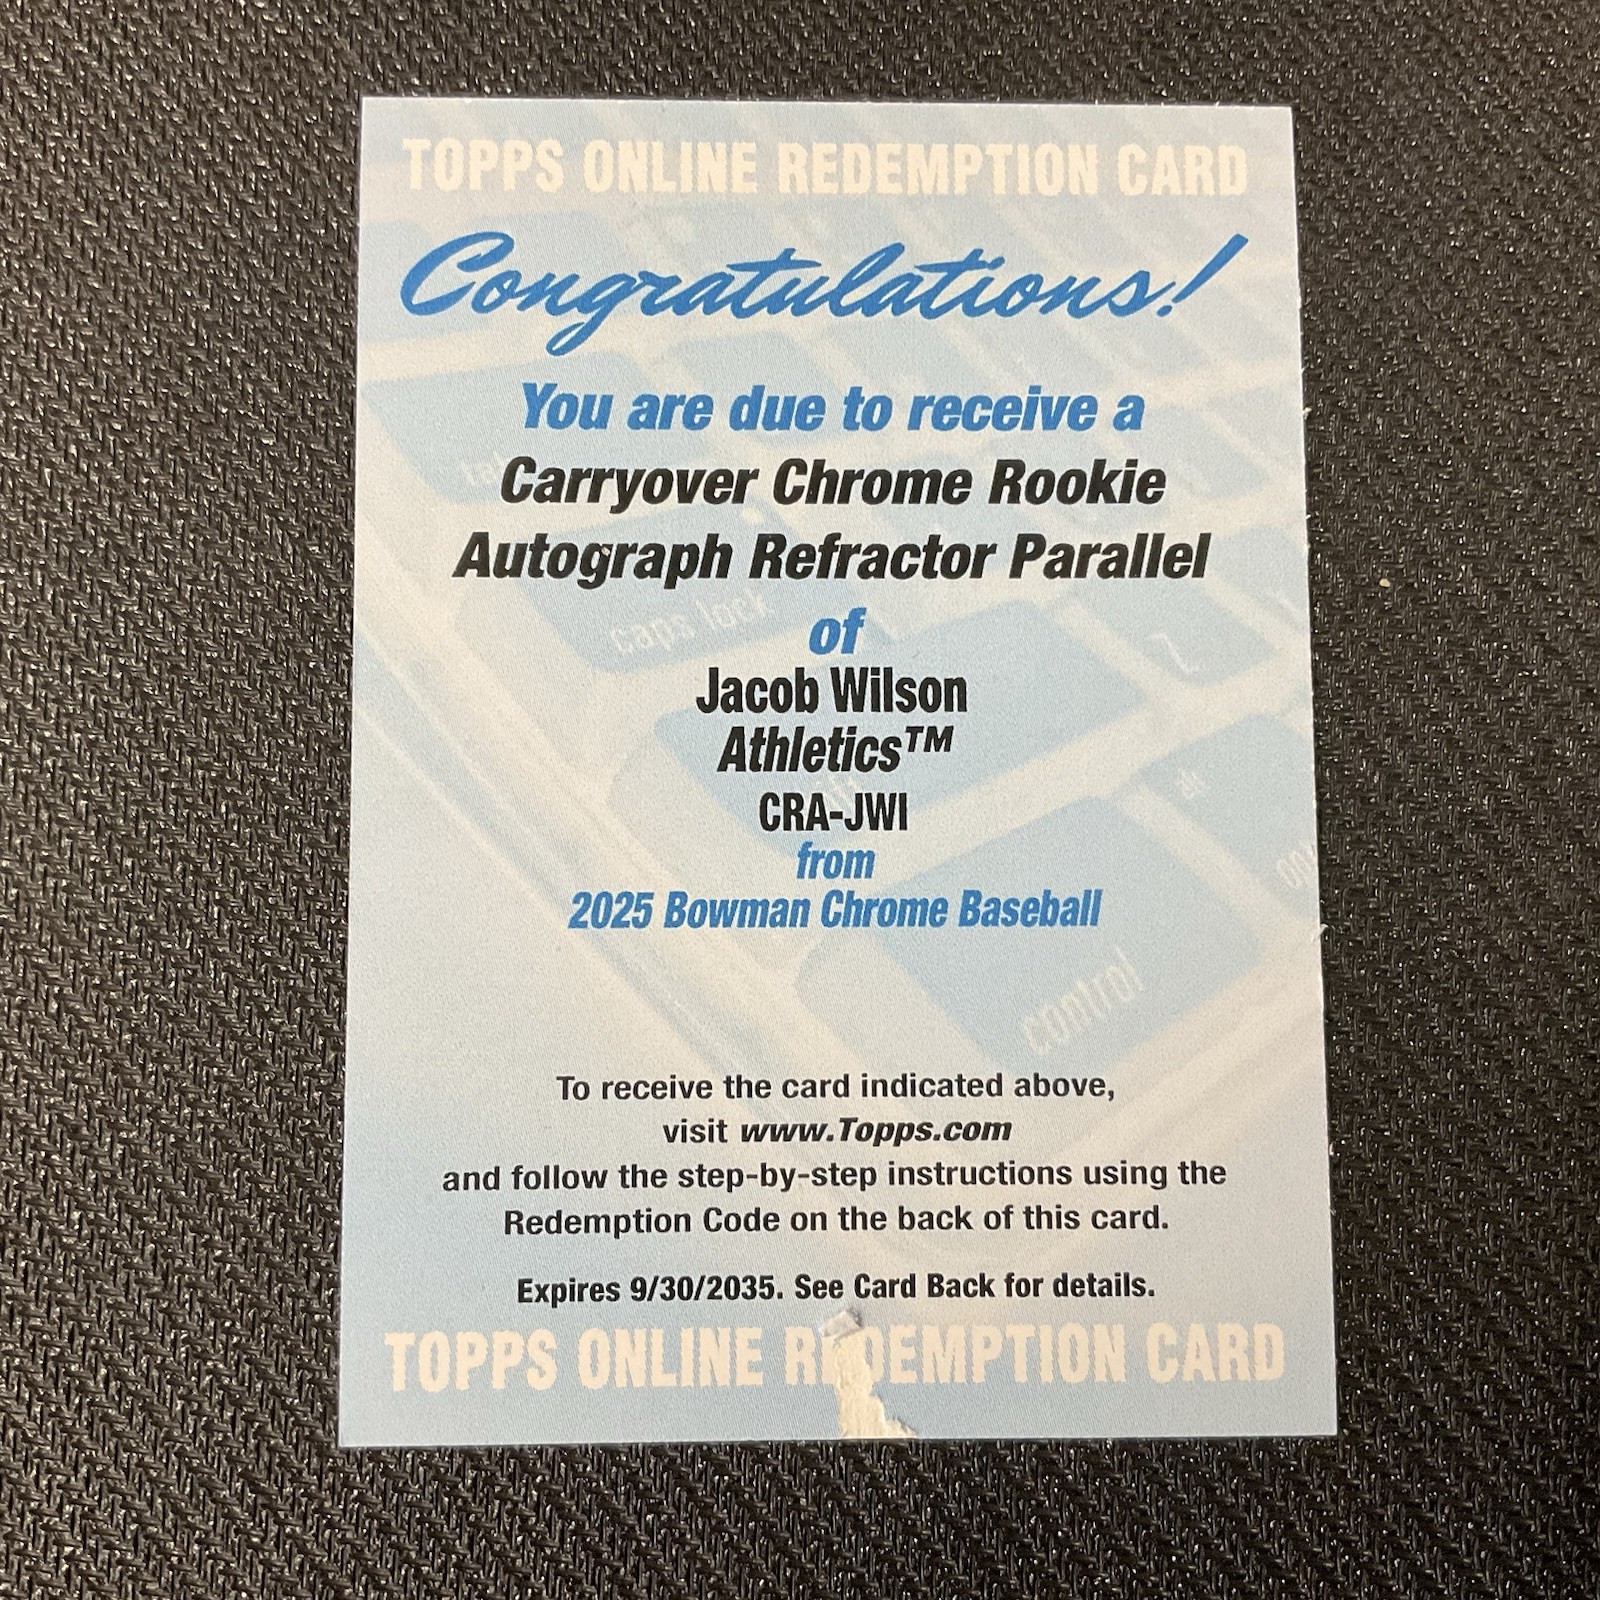 TOPPS ONLINE REDEMPTION CARD
Congratulations!
You are due to receive a
Carryover Chrome Rookie
Autograph Refractor Parallel
of
Jacob Wilson
Athletics™
CRA-JWI
from
2025 Bowman Chrome Baseball
caps lock
Z
control
To receive the card indicated above,
visit www.Topps.com
and follow the step-by-step instructions using the
Redemption Code on the back of this card.
Expires 9/30/2035. See Card Back for details.
TOPPS ONLINE REDEMPTION CARD